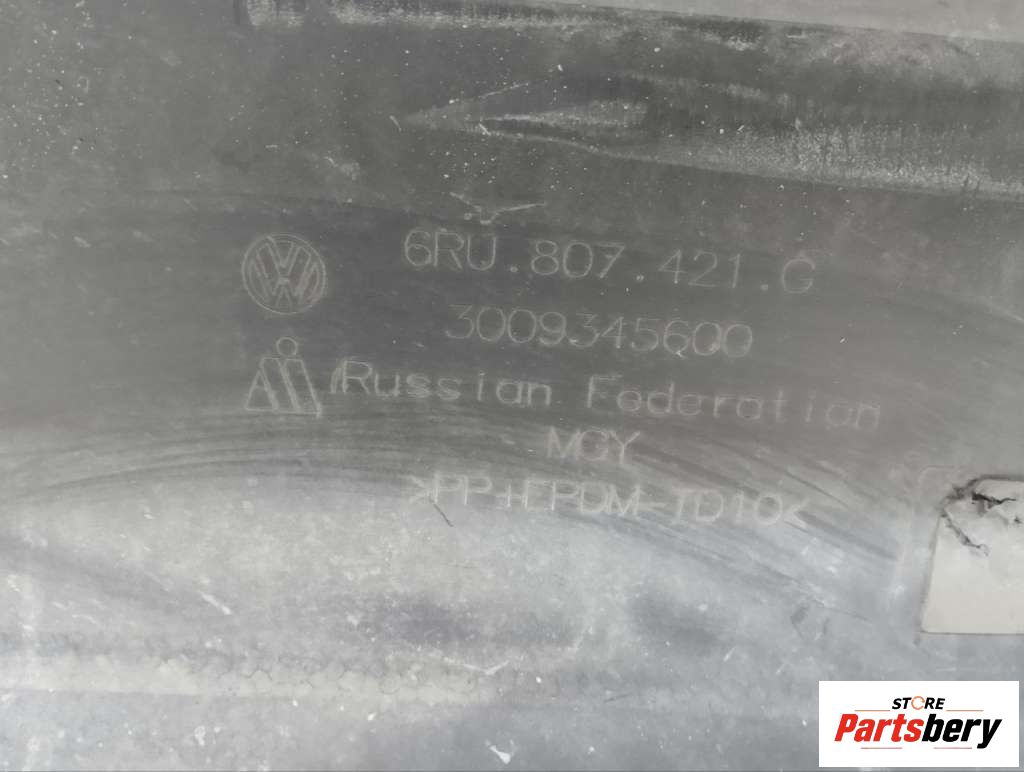 6RU.807.421.G
3009345600
Russian Federation
MGY
>PP+EPDM-TD10<
STORE
Partsbery